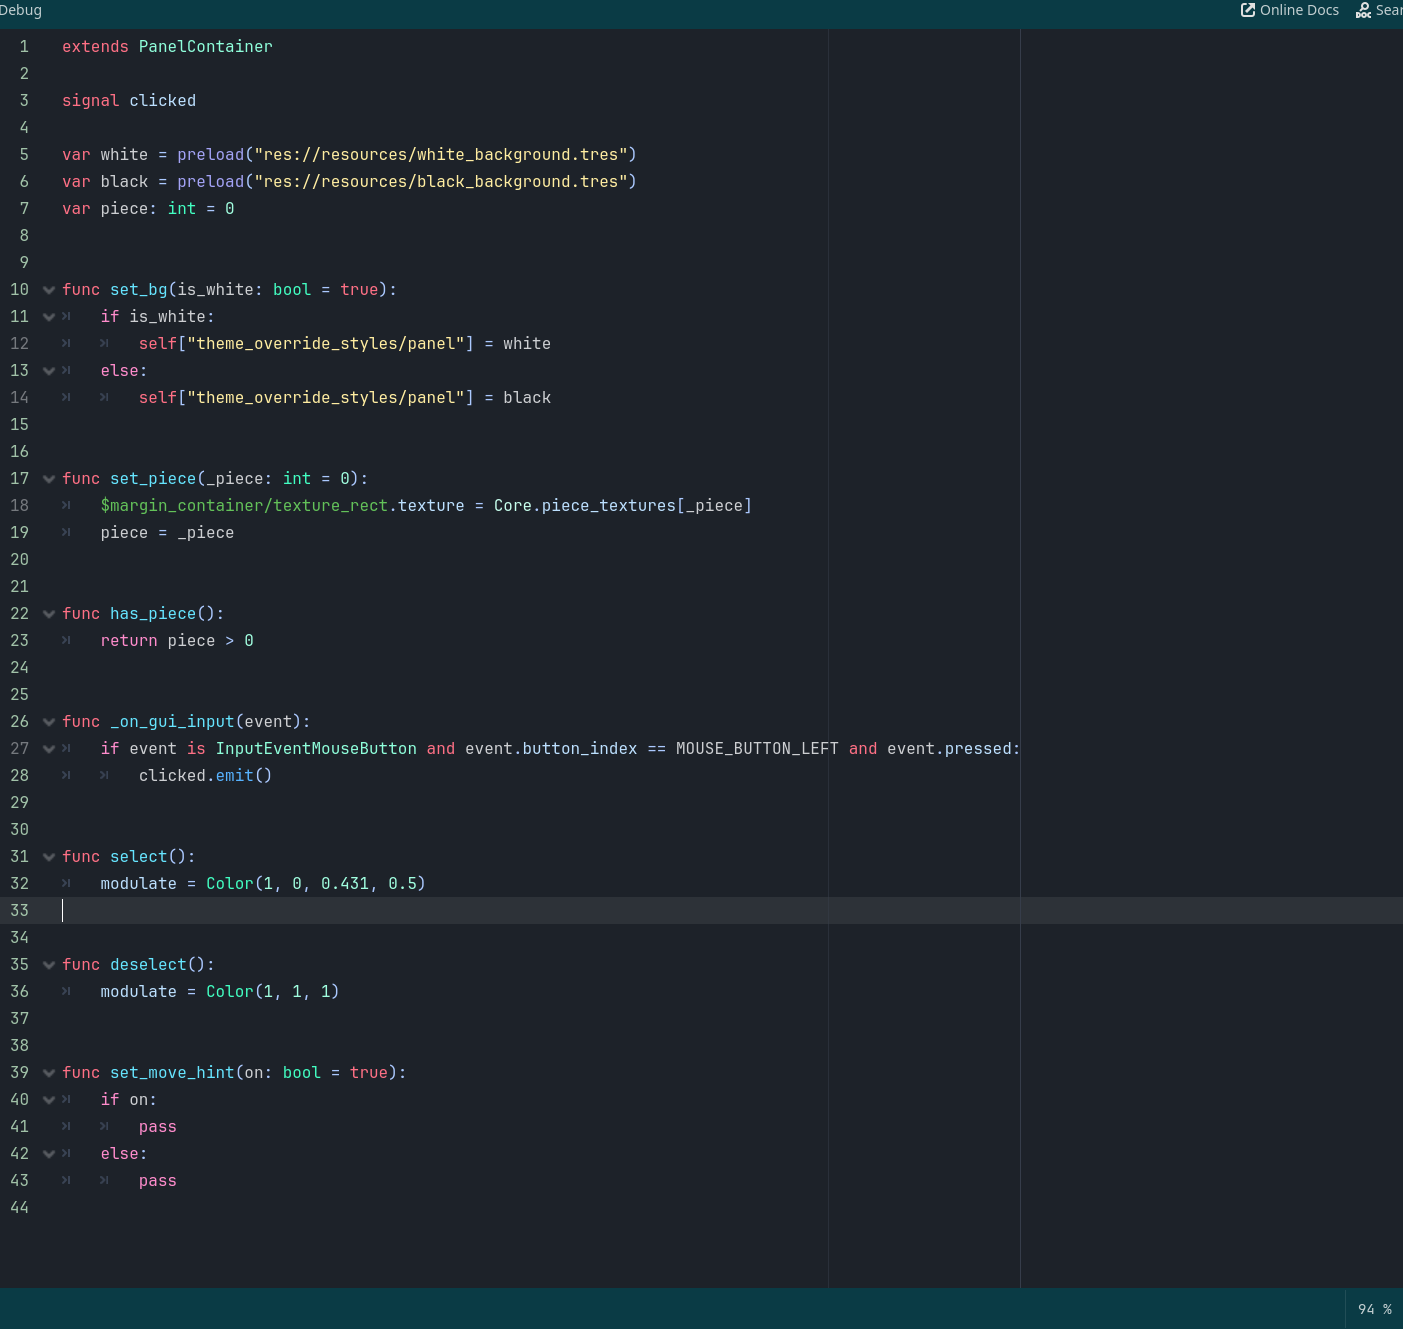 Debug Online Docs
1 extends PanelContainer
2
3 signal clicked
4
5 var white = preload("res://resources/white_background.tres")
6 var black = preload("res://resources/black_background.tres")
7 var piece: int = 0
8
9
10 func set_bg(is_white: bool = true):
11 if is_white:
12 self["theme_override_styles/panel"] = white
13 else:
14 self["theme_override_styles/panel"] = black
15
16
17 func set_piece(_piece: int = 0):
18 $margin_container/texture_rect.texture = Core.piece_textures[_piece]
19 piece = _piece
20
21
22 func has_piece():
23 return piece > 0
24
25
26 func _on_gui_input(event):
27 if event is InputEventMouseButton and event.button_index == MOUSE_BUTTON_LEFT and event.pressed:
28 clicked.emit()
29
30
31 func select():
32 modulate = Color(1, 0, 0.431, 0.5)
33
34
35 func deselect():
36 modulate = Color(1, 1, 1)
37
38
39 func set_move_hint(on: bool = true):
40 if on:
41 pass
42 else:
43 pass
44
94 %